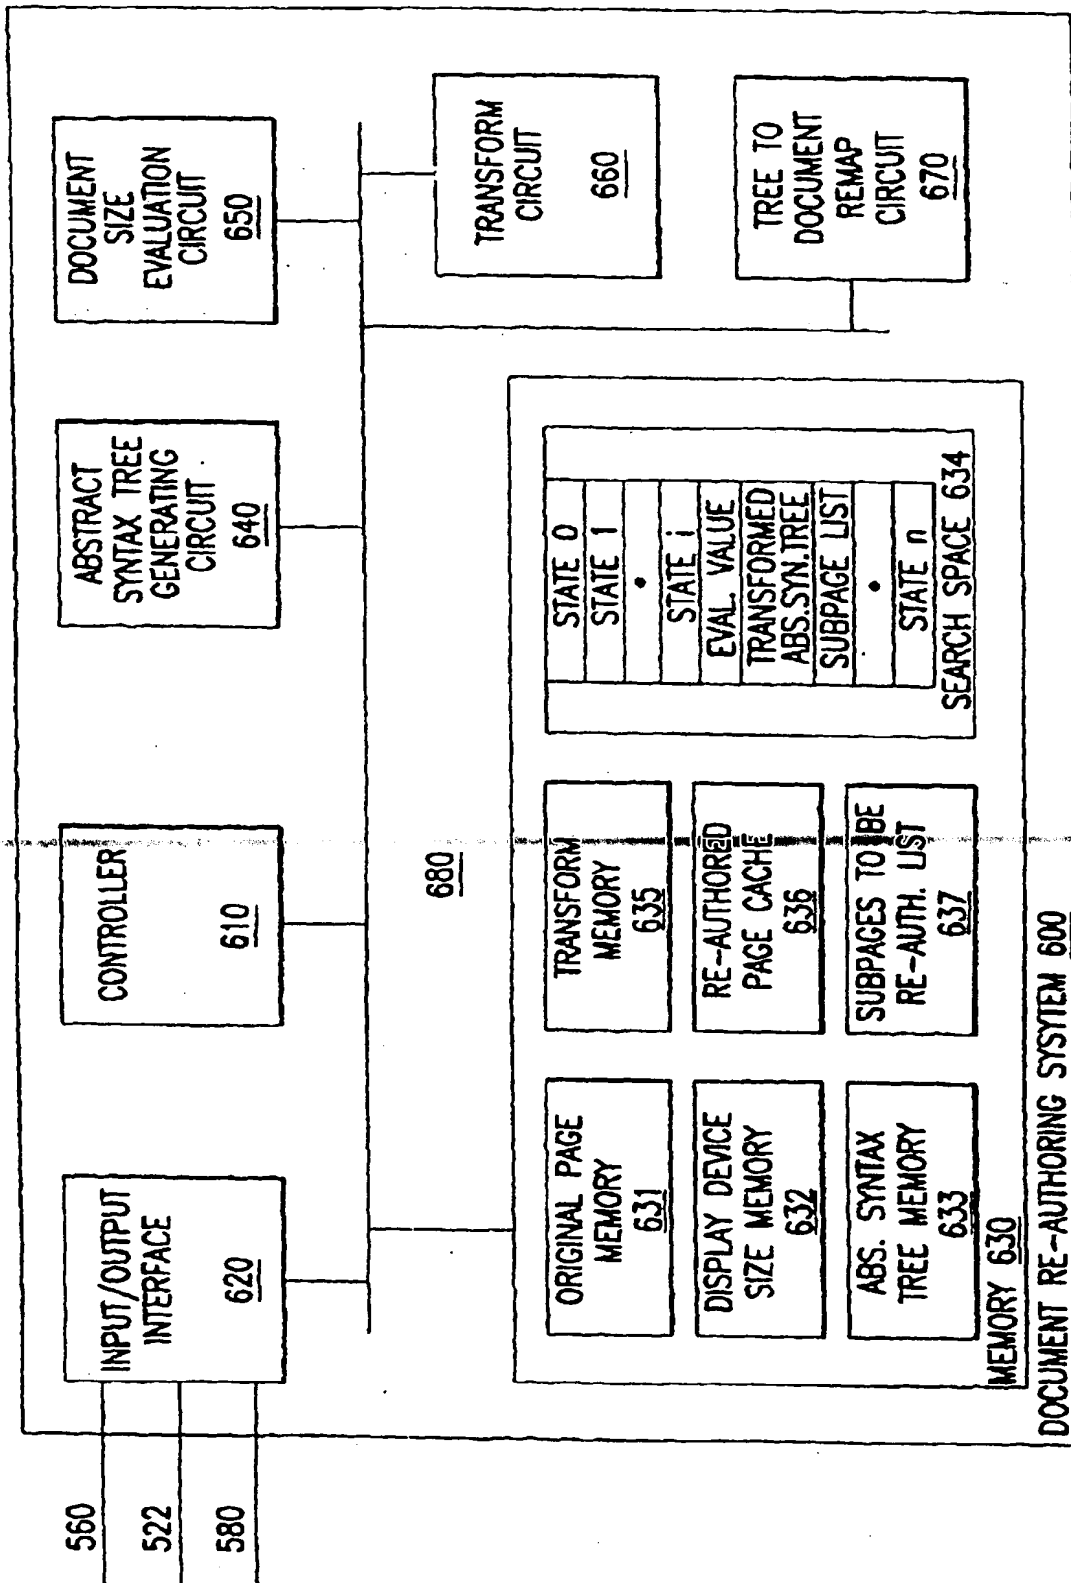 560
522
580
INPUT/OUTPUT
INTERFACE
620
CONTROLLER
610
ABSTRACT
SYNTAX TREE
GENERATING
CIRCUIT
640
DOCUMENT
SIZE
EVALUATION
CIRCUIT
650
680
TRANSFORM
CIRCUIT
660
TREE TO
DOCUMENT
REMAP
CIRCUIT
670
ORIGINAL PAGE
MEMORY
631
DISPLAY DEVICE
SIZE MEMORY
632
ABS. SYNTAX
TREE MEMORY
633
TRANSFORM
MEMORY
635
RE-AUTHORED
PAGE CACHE
636
SUBPAGES TO BE
RE-AUTH. LIST
637
STATE 0
STATE 1
•
STATE i
EVAL. VALUE
TRANSFORMED
ABS.SYN.TREE
SUBPAGE LIST
•
STATE n
SEARCH SPACE 634
MEMORY 630
DOCUMENT RE-AUTHORING SYSYTEM 600